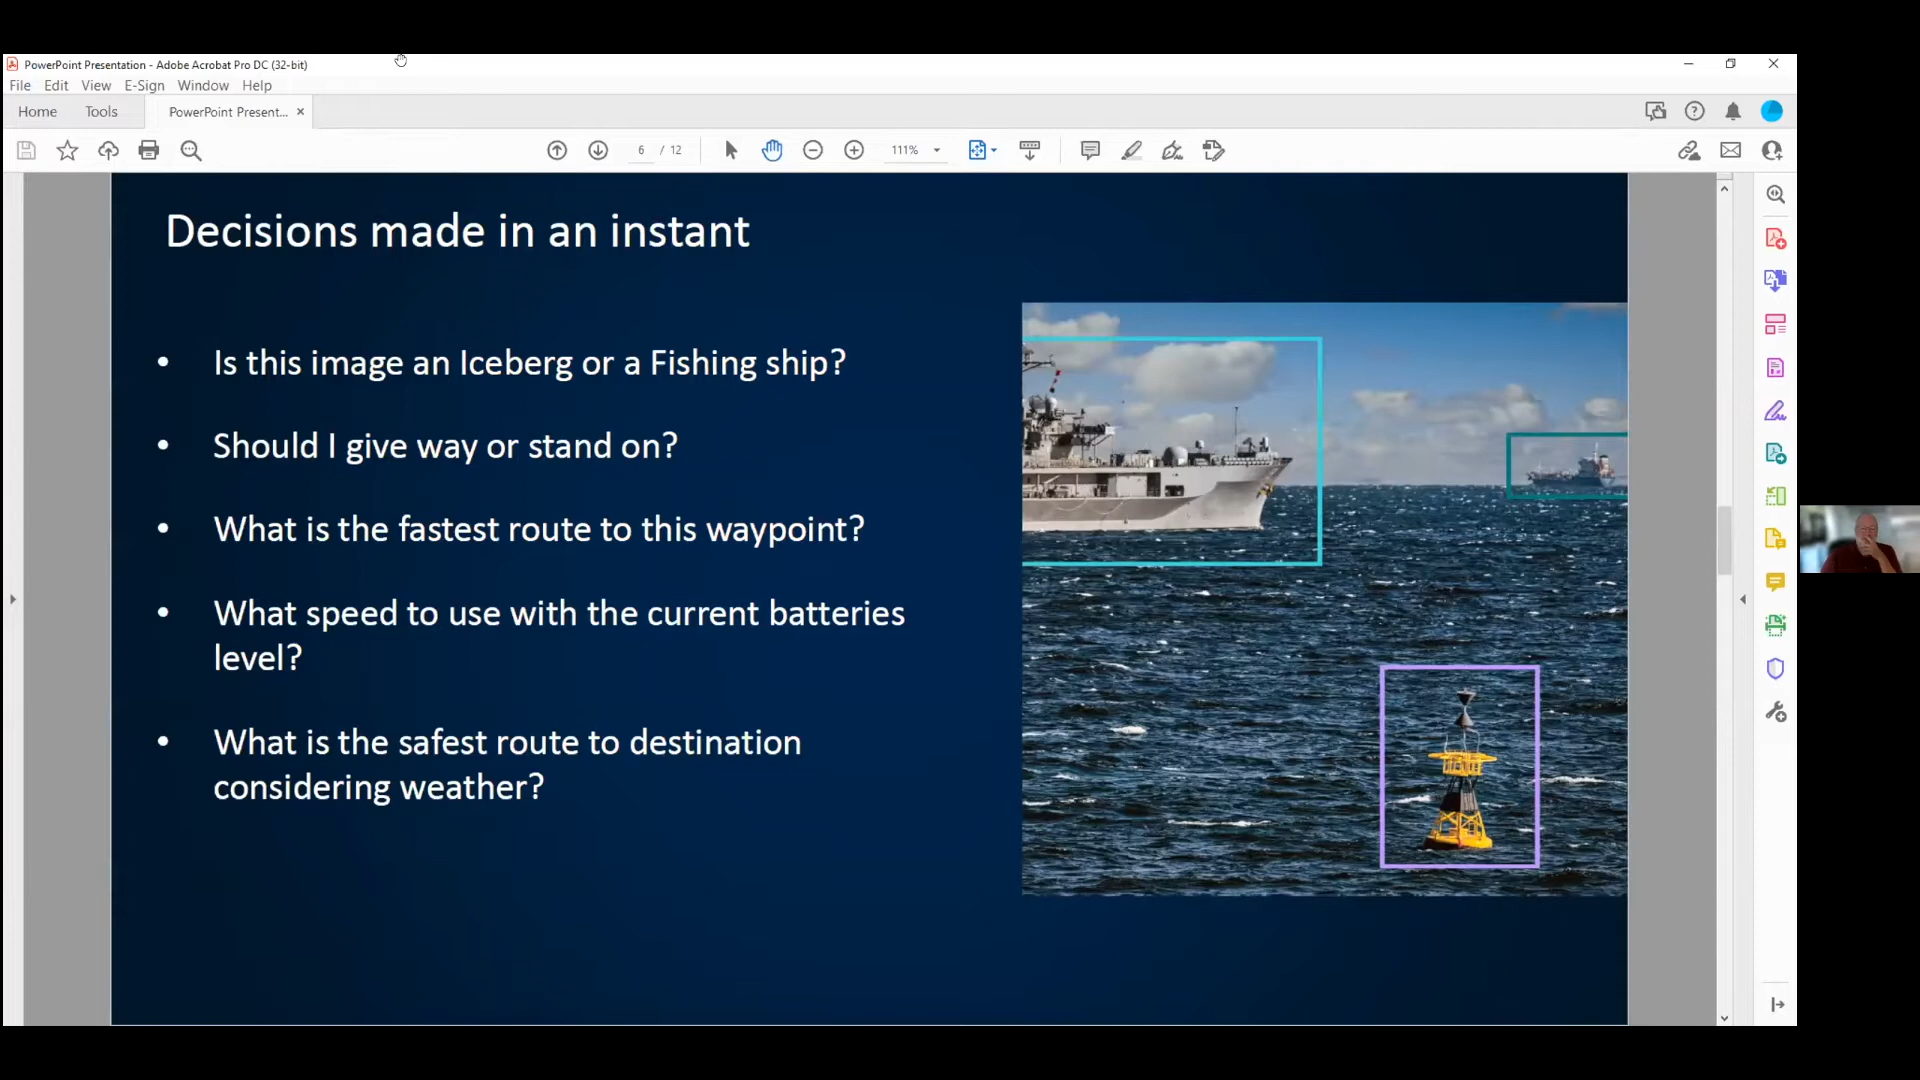 PowerPoint Presentation - Adobe Acrobat Pro DC (32-bit)
File Edit View E-Sign Window Help
Home Tools PowerPoint Present... ×
6 / 12 111%
Decisions made in an instant
• Is this image an Iceberg or a Fishing ship?
• Should I give way or stand on?
• What is the fastest route to this waypoint?
• What speed to use with the current batteries
level?
• What is the safest route to destination
considering weather?